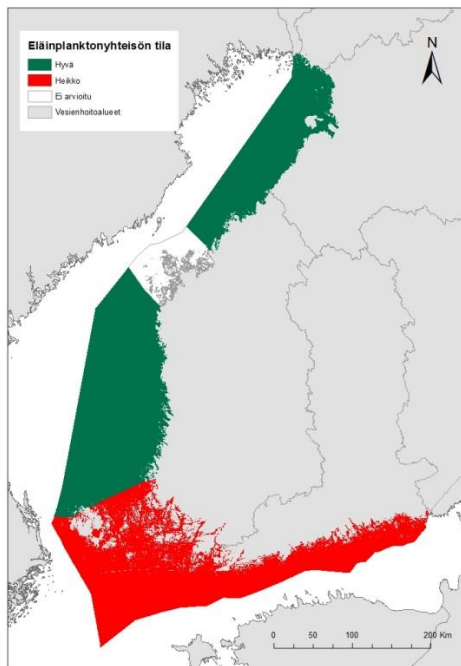 Eläinplanktonyhteisön tila
Hyvä
Heikko
Ei arvioitu
Vesienhoitoalueet
N
0 50 100 200 Km